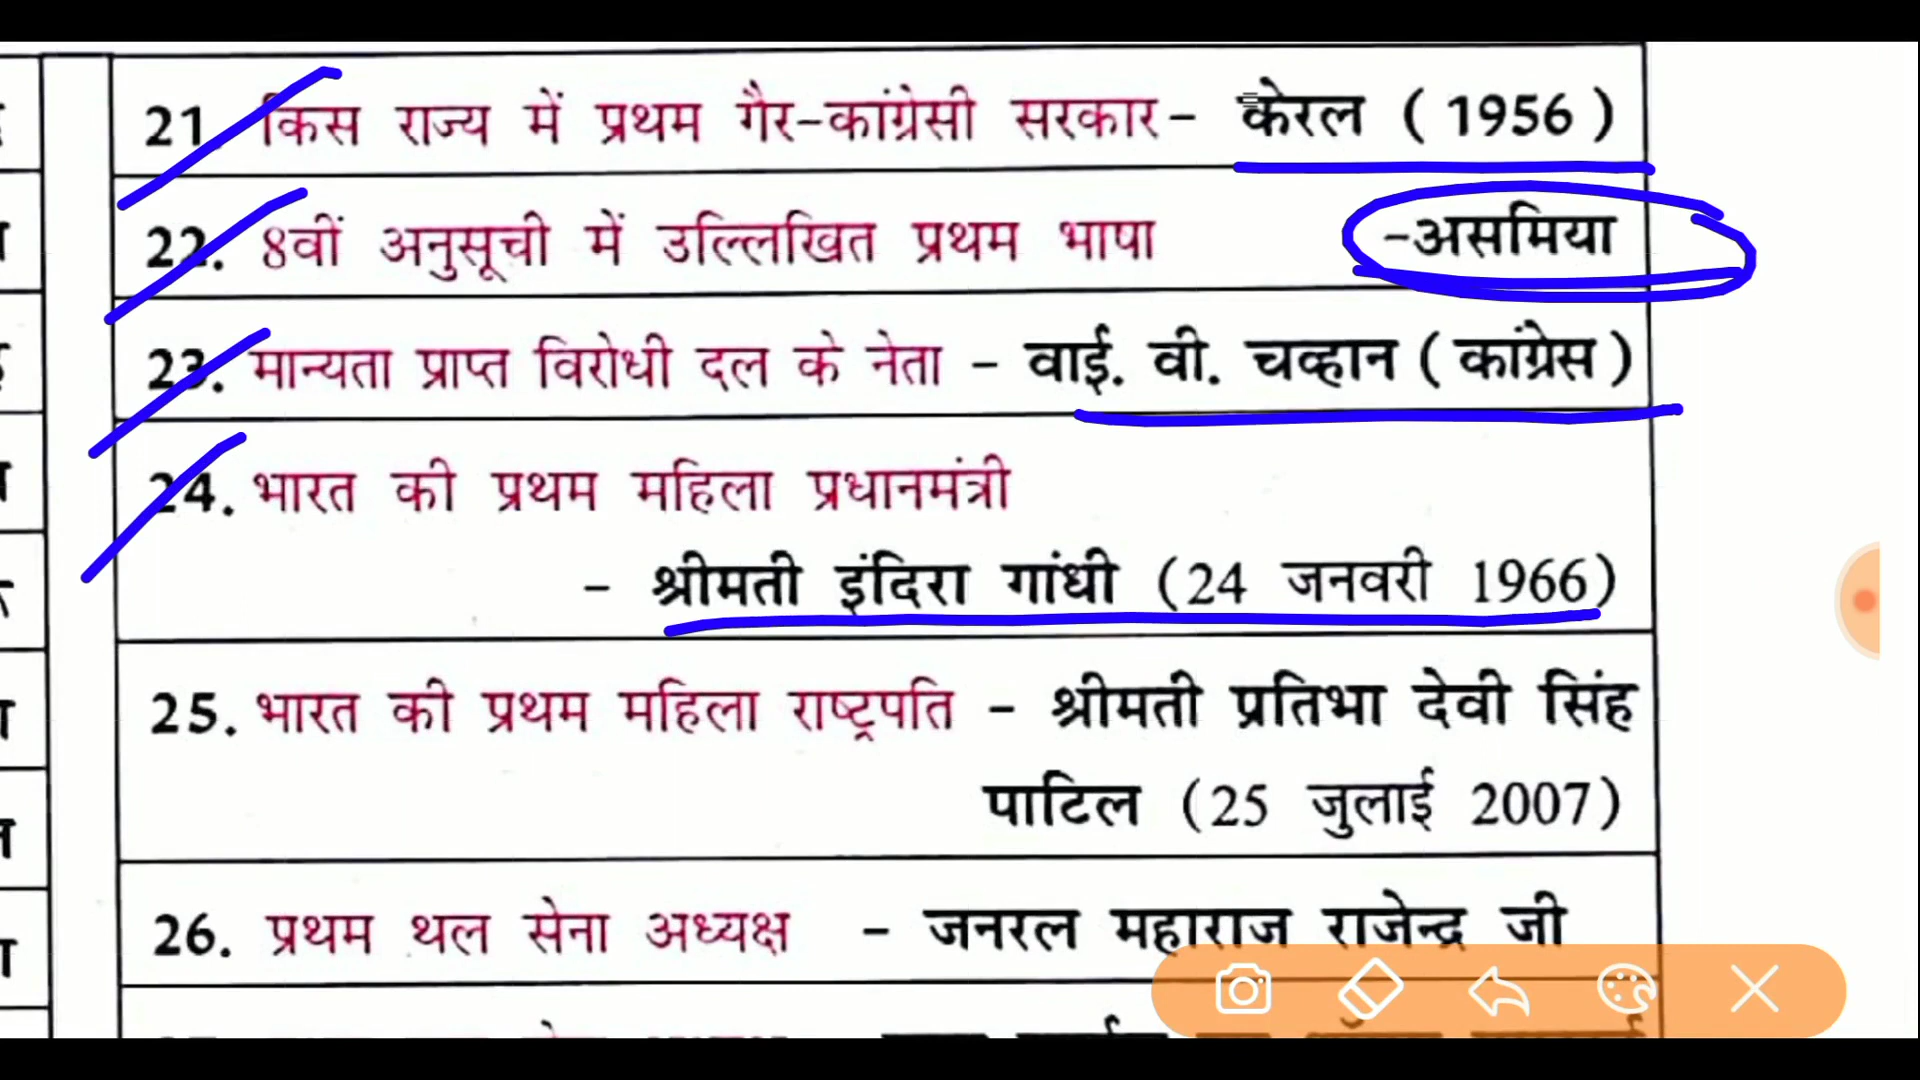 21. किस राज्य में प्रथम गैर-कांग्रेसी सरकार- केरल ( 1956 )
22. 8वीं अनुसूची में उल्लिखित प्रथम भाषा -असमिया
23. मान्यता प्राप्त विरोधी दल के नेता - वाई. वी. चव्हान ( कांग्रेस )
24. भारत की प्रथम महिला प्रधानमंत्री
- श्रीमती इंदिरा गांधी (24 जनवरी 1966)
25. भारत की प्रथम महिला राष्ट्रपति - श्रीमती प्रतिभा देवी सिंह
पाटिल (25 जुलाई 2007)
26. प्रथम थल सेना अध्यक्ष - जनरल महाराज राजेन्द्र जी